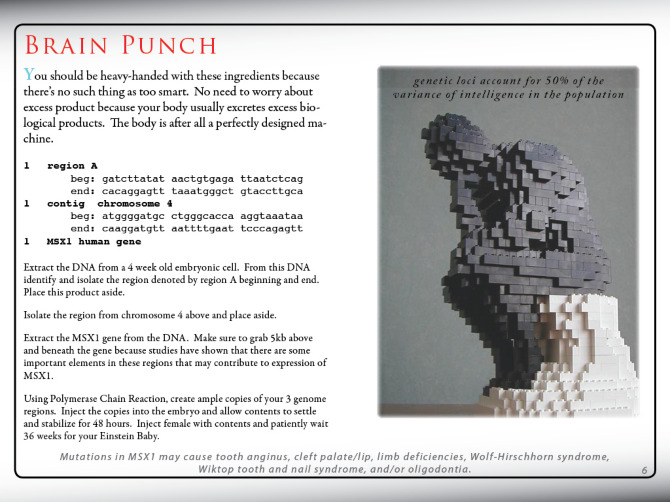 BRAIN PUNCH
You should be heavy-handed with these ingredients because
there's no such thing as too smart. No need to worry about
excess product because your body usually excretes excess bio-
logical products. The body is after all a perfectly designed ma-
chine.
1 region A
beg: gatcttatat aactgtgaga ttaatctcag
end: cacaggagtt taaatgggct gtaccttgca
1 contig chromosome 4
beg: atggggatgc ctgggcacca aggtaaataa
end: caaggatgtt aattttgaat tcccagagtt
1 MSX1 human gene
Extract the DNA from a 4 week old embryonic cell. From this DNA
identify and isolate the region denoted by region A beginning and end.
Place this product aside.
Isolate the region from chromosome 4 above and place aside.
Extract the MSX1 gene from the DNA. Make sure to grab 5kb above
and beneath the gene because studies have shown that there are some
important elements in these regions that may contribute to expression of
MSX1.
Using Polymerase Chain Reaction, create ample copies of your 3 genome
regions. Inject the copies into the embryo and allow contents to settle
and stabilize for 48 hours. Inject female with contents and patiently wait
36 weeks for your Einstein Baby.
genetic loci account for 50% of the
variance of intelligence in the population
Mutations in MSX1 may cause tooth anginus, cleft palate/lip, limb deficiencies, Wolf-Hirschhorn syndrome,
Wiktop tooth and nail syndrome, and/or oligodontia.
6